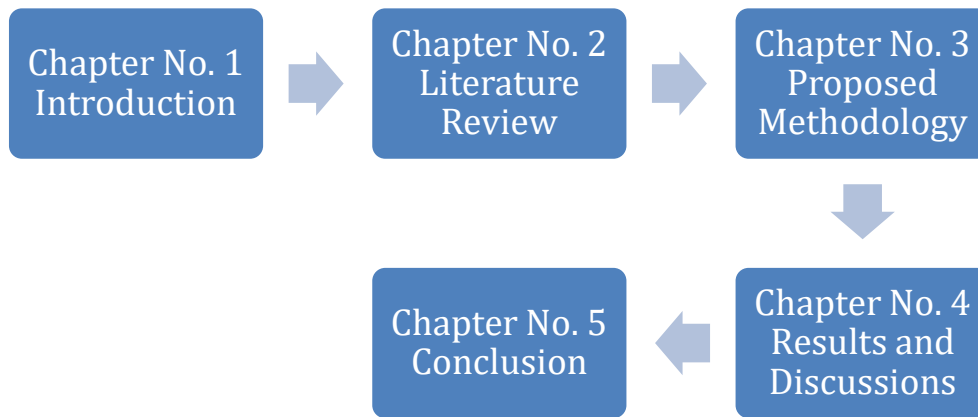 Chapter No. 1
Introduction
Chapter No. 2
Literature
Review
Chapter No. 3
Proposed
Methodology
Chapter No. 4
Results and
Discussions
Chapter No. 5
Conclusion